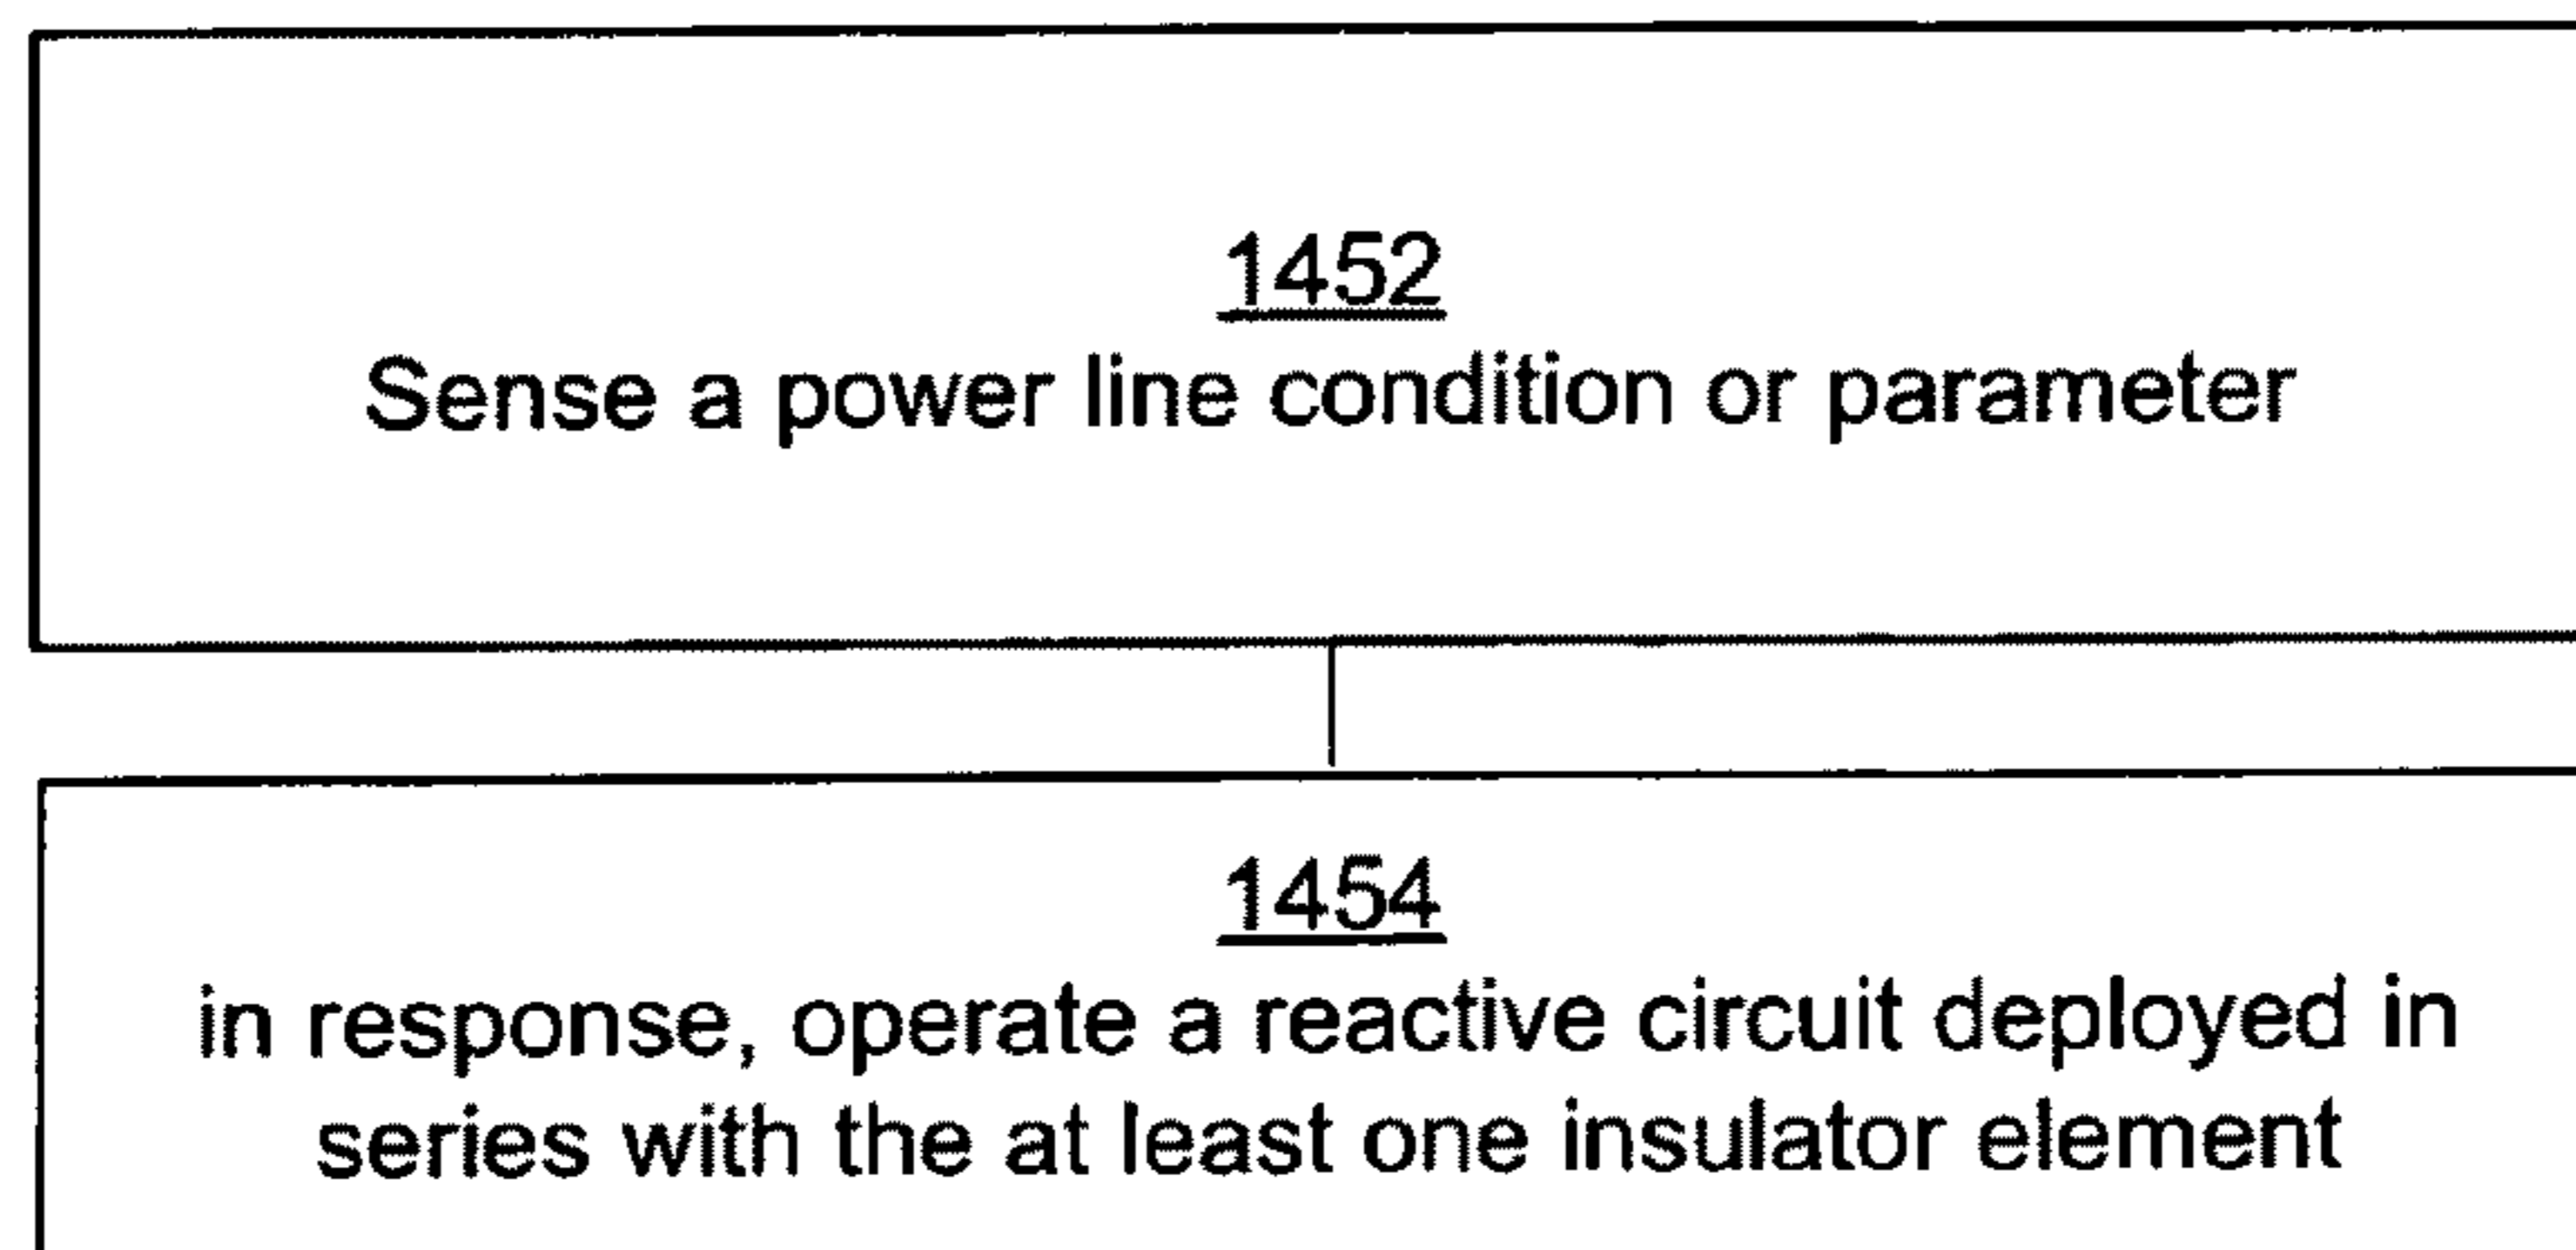 1452
Sense a power line condition or parameter
1454
in response, operate a reactive circuit deployed in
series with the at least one insulator element